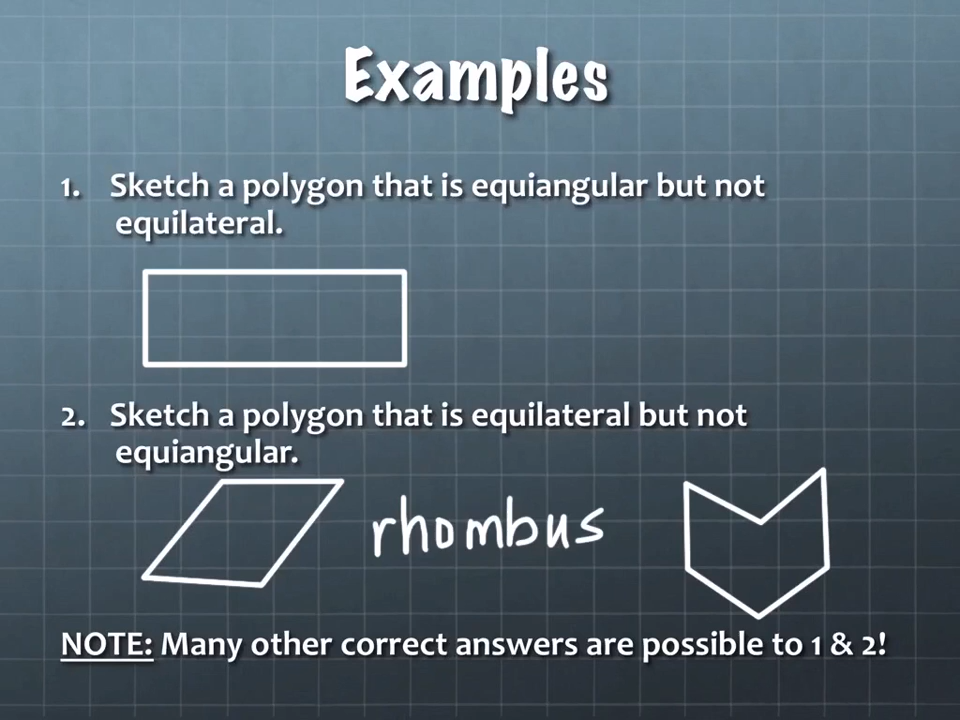 Examples
1. Sketch a polygon that is equiangular but not
equilateral.
2. Sketch a polygon that is equilateral but not
equiangular.
rhombus
NOTE: Many other correct answers are possible to 1 & 2!